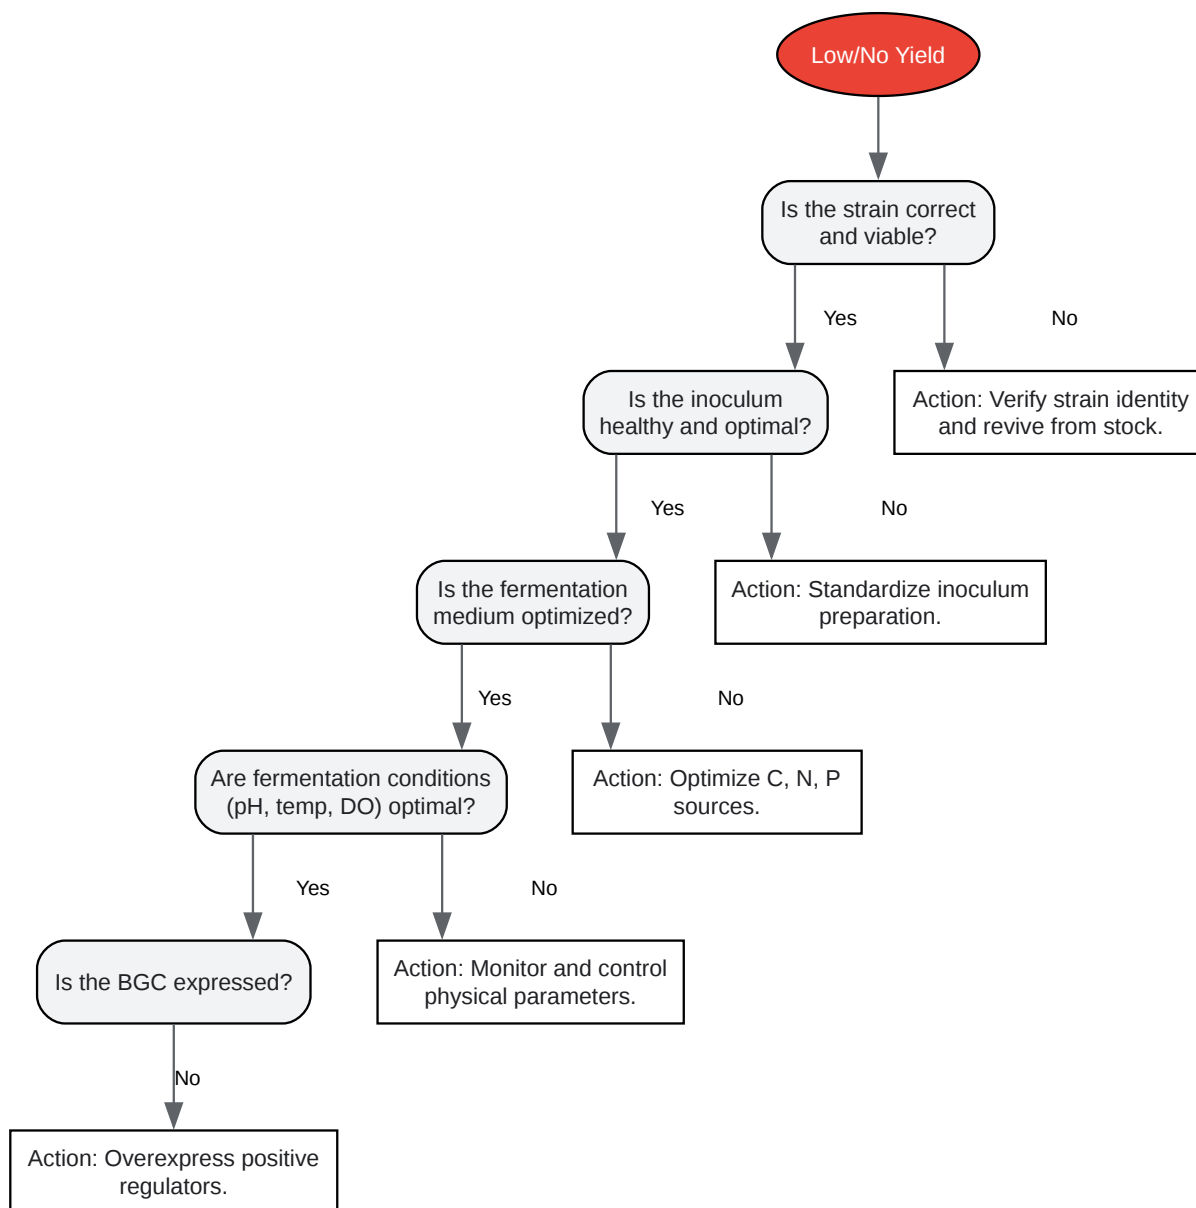 Low/No Yield
Is the strain correct
and viable?
Yes
No
Is the inoculum
healthy and optimal?
Action: Verify strain identity
and revive from stock.
Yes
No
Is the fermentation
medium optimized?
Action: Standardize inoculum
preparation.
Yes
No
Are fermentation conditions
(pH, temp, DO) optimal?
Action: Optimize C, N, P
sources.
Yes
No
Is the BGC expressed?
Action: Monitor and control
physical parameters.
No
Action: Overexpress positive
regulators.